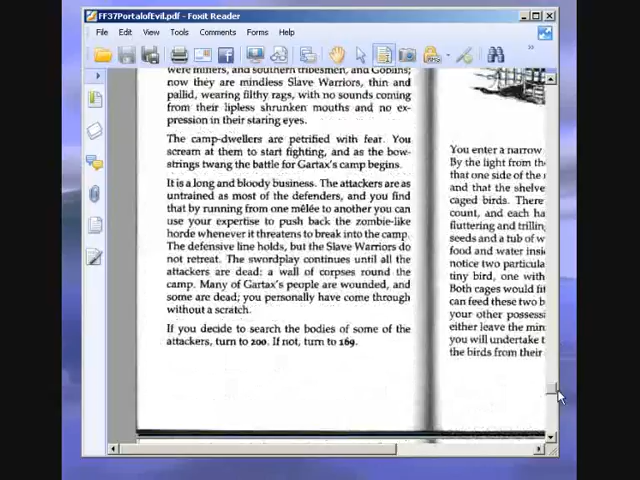 FF37PortalofEvil.pdf - Foxit Reader
File Edit View Tools Comments Forms Help
were miners, and southern tribesmen, and Goblins;
now they are mindless Slave Warriors, thin and
pallid, wearing filthy rags, with no sounds coming
from their lipless shrunken mouths and no ex-
pression in their staring eyes.
The camp-dwellers are petrified with fear. You
scream at them to start fighting, and as the bow-
strings twang the battle for Gartax's camp begins.
It is a long and bloody business. The attackers are as
untrained as most of the defenders, and you find
that by running from one mêlée to another you can
use your expertise to push back the zombie-like
horde whenever it threatens to break into the camp.
The defensive line holds, but the Slave Warriors do
not retreat. The swordplay continues until all the
attackers are dead: a wall of corpses round the
camp. Many of Gartax's people are wounded, and
some are dead; you personally have come through
without a scratch.
If you decide to search the bodies of some of the
attackers, turn to 200. If not, turn to 169.
You enter a narrow
By the light from th
that one side of the
and that the shelve
caged birds. There
count, and each ha
fluttering and trillin
seeds and a tub of w
food and water insi
notice two particula
tiny bird, one with
Both cages would fi
can feed these two b
your other possess
either leave the min
you will undertake t
the birds from their